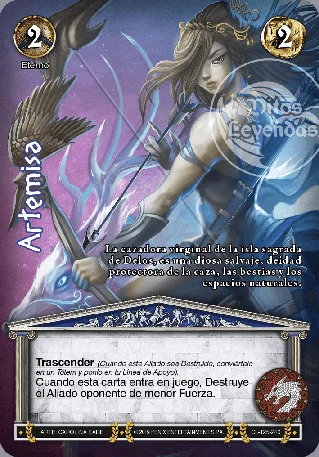 2
2
Eterno
Mitos y
Leyendas
Artemisa
La cazadora virginal de la isla sagrada
de Delos, es una diosa salvaje, deidad
protectora de la caza, las bestias y los
espacios naturales.
Trascender (Cuando este Aliado sea Destruido, conviértelo
en un Tótem y ponlo en tu Línea de Apoyo).
Cuando esta carta entra en juego, Destruye
el Aliado oponente de menor Fuerza.